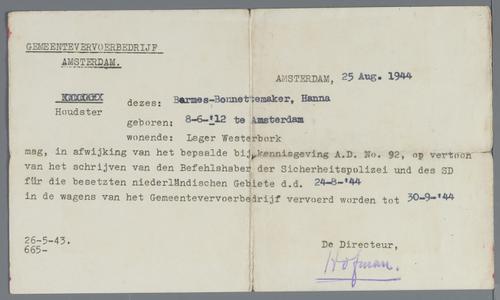 GEMEENTEVERVOERBEDRIJF
AMSTERDAM.
AMSTERDAM, 25 Aug. 1944
Houdster dezes: Barmes-Bonnettemaker, Hanna
geboren: 8-6-'12 te Amsterdam
wonende: Lager Westerbork
mag, in afwijking van het bepaalde bij kennisgeving A.D. No. 92, op vertoon
van het schrijven van den Befehlshaber der Sicherheitspolizei und des SD
für die besetzten niederländischen Gebiete d.d. 24-8-'44
in de wagens van het Gemeentevervoerbedrijf vervoerd worden tot 30-9-'44
26-5-43.
665-
De Directeur,
Hofman.